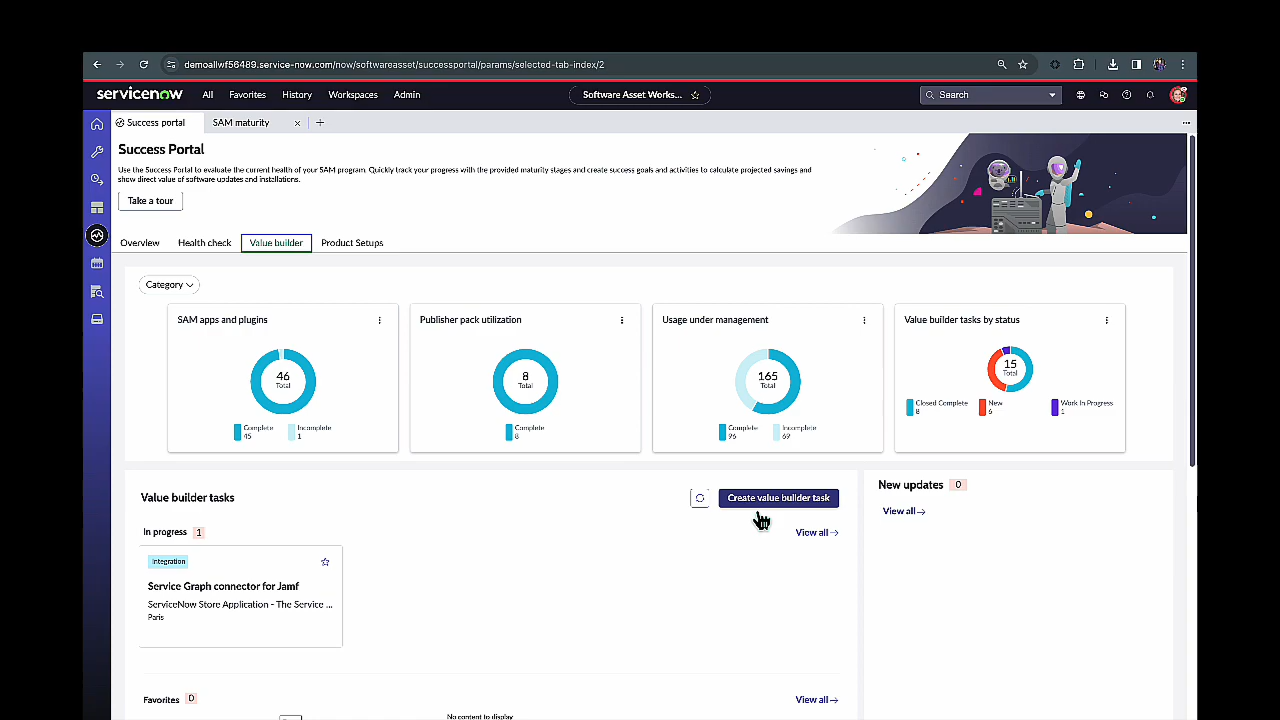 demoallwf56489.service-now.com/now/softwareasset/successportal/params/selected-tab-index/2
servicenow All Favorites History Workspaces Admin Software Asset Works... Search
Success portal SAM maturity
Success Portal
Use the Success Portal to evaluate the current health of your SAM program. Quickly track your progress with the provided maturity stages and create success goals and activities to calculate projected savings and
show direct value of software updates and installations.
Take a tour
Overview Health check Value builder Product Setups
Category
SAM apps and plugins
46
Total
Complete
45
Incomplete
1
Publisher pack utilization
8
Total
Complete
8
Usage under management
165
Total
Complete
96
Incomplete
69
Value builder tasks by status
15
Total
Closed Complete
8
New
6
Work In Progress
1
Value builder tasks
Create value builder task
In progress 1
View all
Integration
Service Graph connector for Jamf
ServiceNow Store Application - The Service ...
Paris
Favorites 0
View all
No content to display
New updates 0
View all